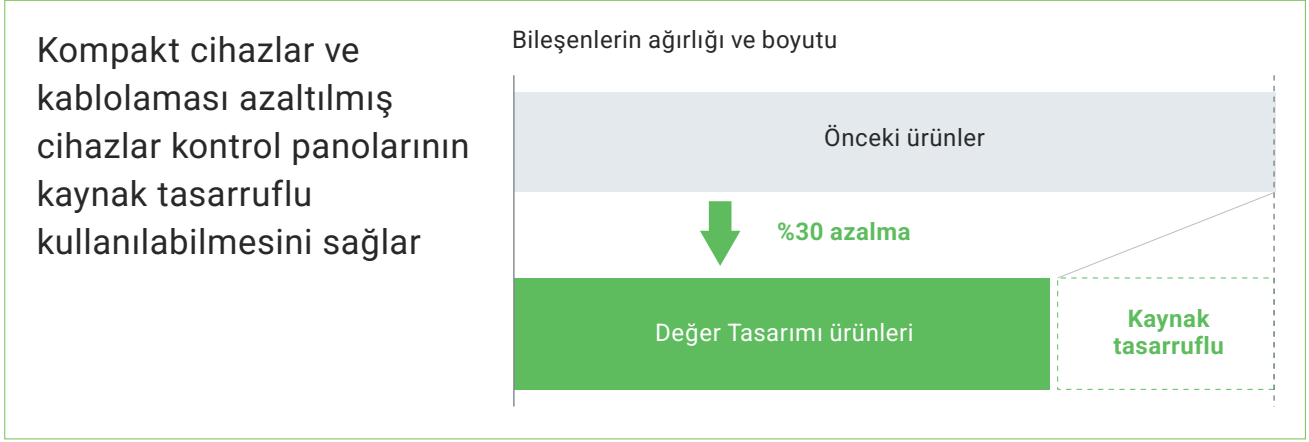 Kompakt cihazlar ve
kablolaması azaltılmış
cihazlar kontrol panolarının
kaynak tasarruflu
kullanılabilmesini sağlar
Bileşenlerin ağırlığı ve boyutu
Önceki ürünler
%30 azalma
Değer Tasarımı ürünleri
Kaynak
tasarruflu